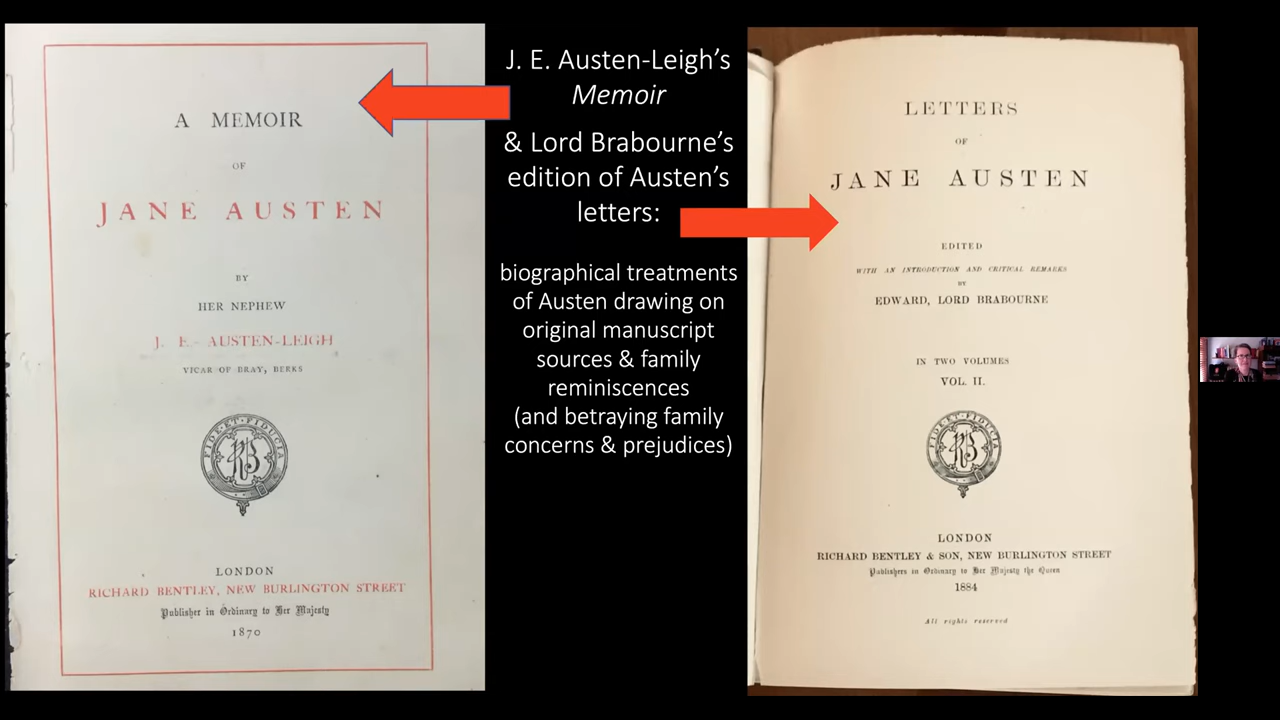 A MEMOIR
OF
JANE AUSTEN
BY
HER NEPHEW
J. E. AUSTEN-LEIGH
VICAR OF BRAY, BERKS
FIDE·ET·FIDUCIA
RB
LONDON
RICHARD BENTLEY, NEW BURLINGTON STREET
Publisher in Ordinary to Her Majesty
1870
J. E. Austen-Leigh’s
Memoir
& Lord Brabourne’s
edition of Austen’s
letters:
biographical treatments
of Austen drawing on
original manuscript
sources & family
reminiscences
(and betraying family
concerns & prejudices)
LETTERS
OF
JANE AUSTEN
EDITED
WITH AN INTRODUCTION AND CRITICAL REMARKS
BY
EDWARD, LORD BRABOURNE
IN TWO VOLUMES
VOL. II.
FIDE·ET·FIDUCIA
RB
LONDON
RICHARD BENTLEY & SON, NEW BURLINGTON STREET
Publishers in Ordinary to Her Majesty the Queen
1884
All rights reserved